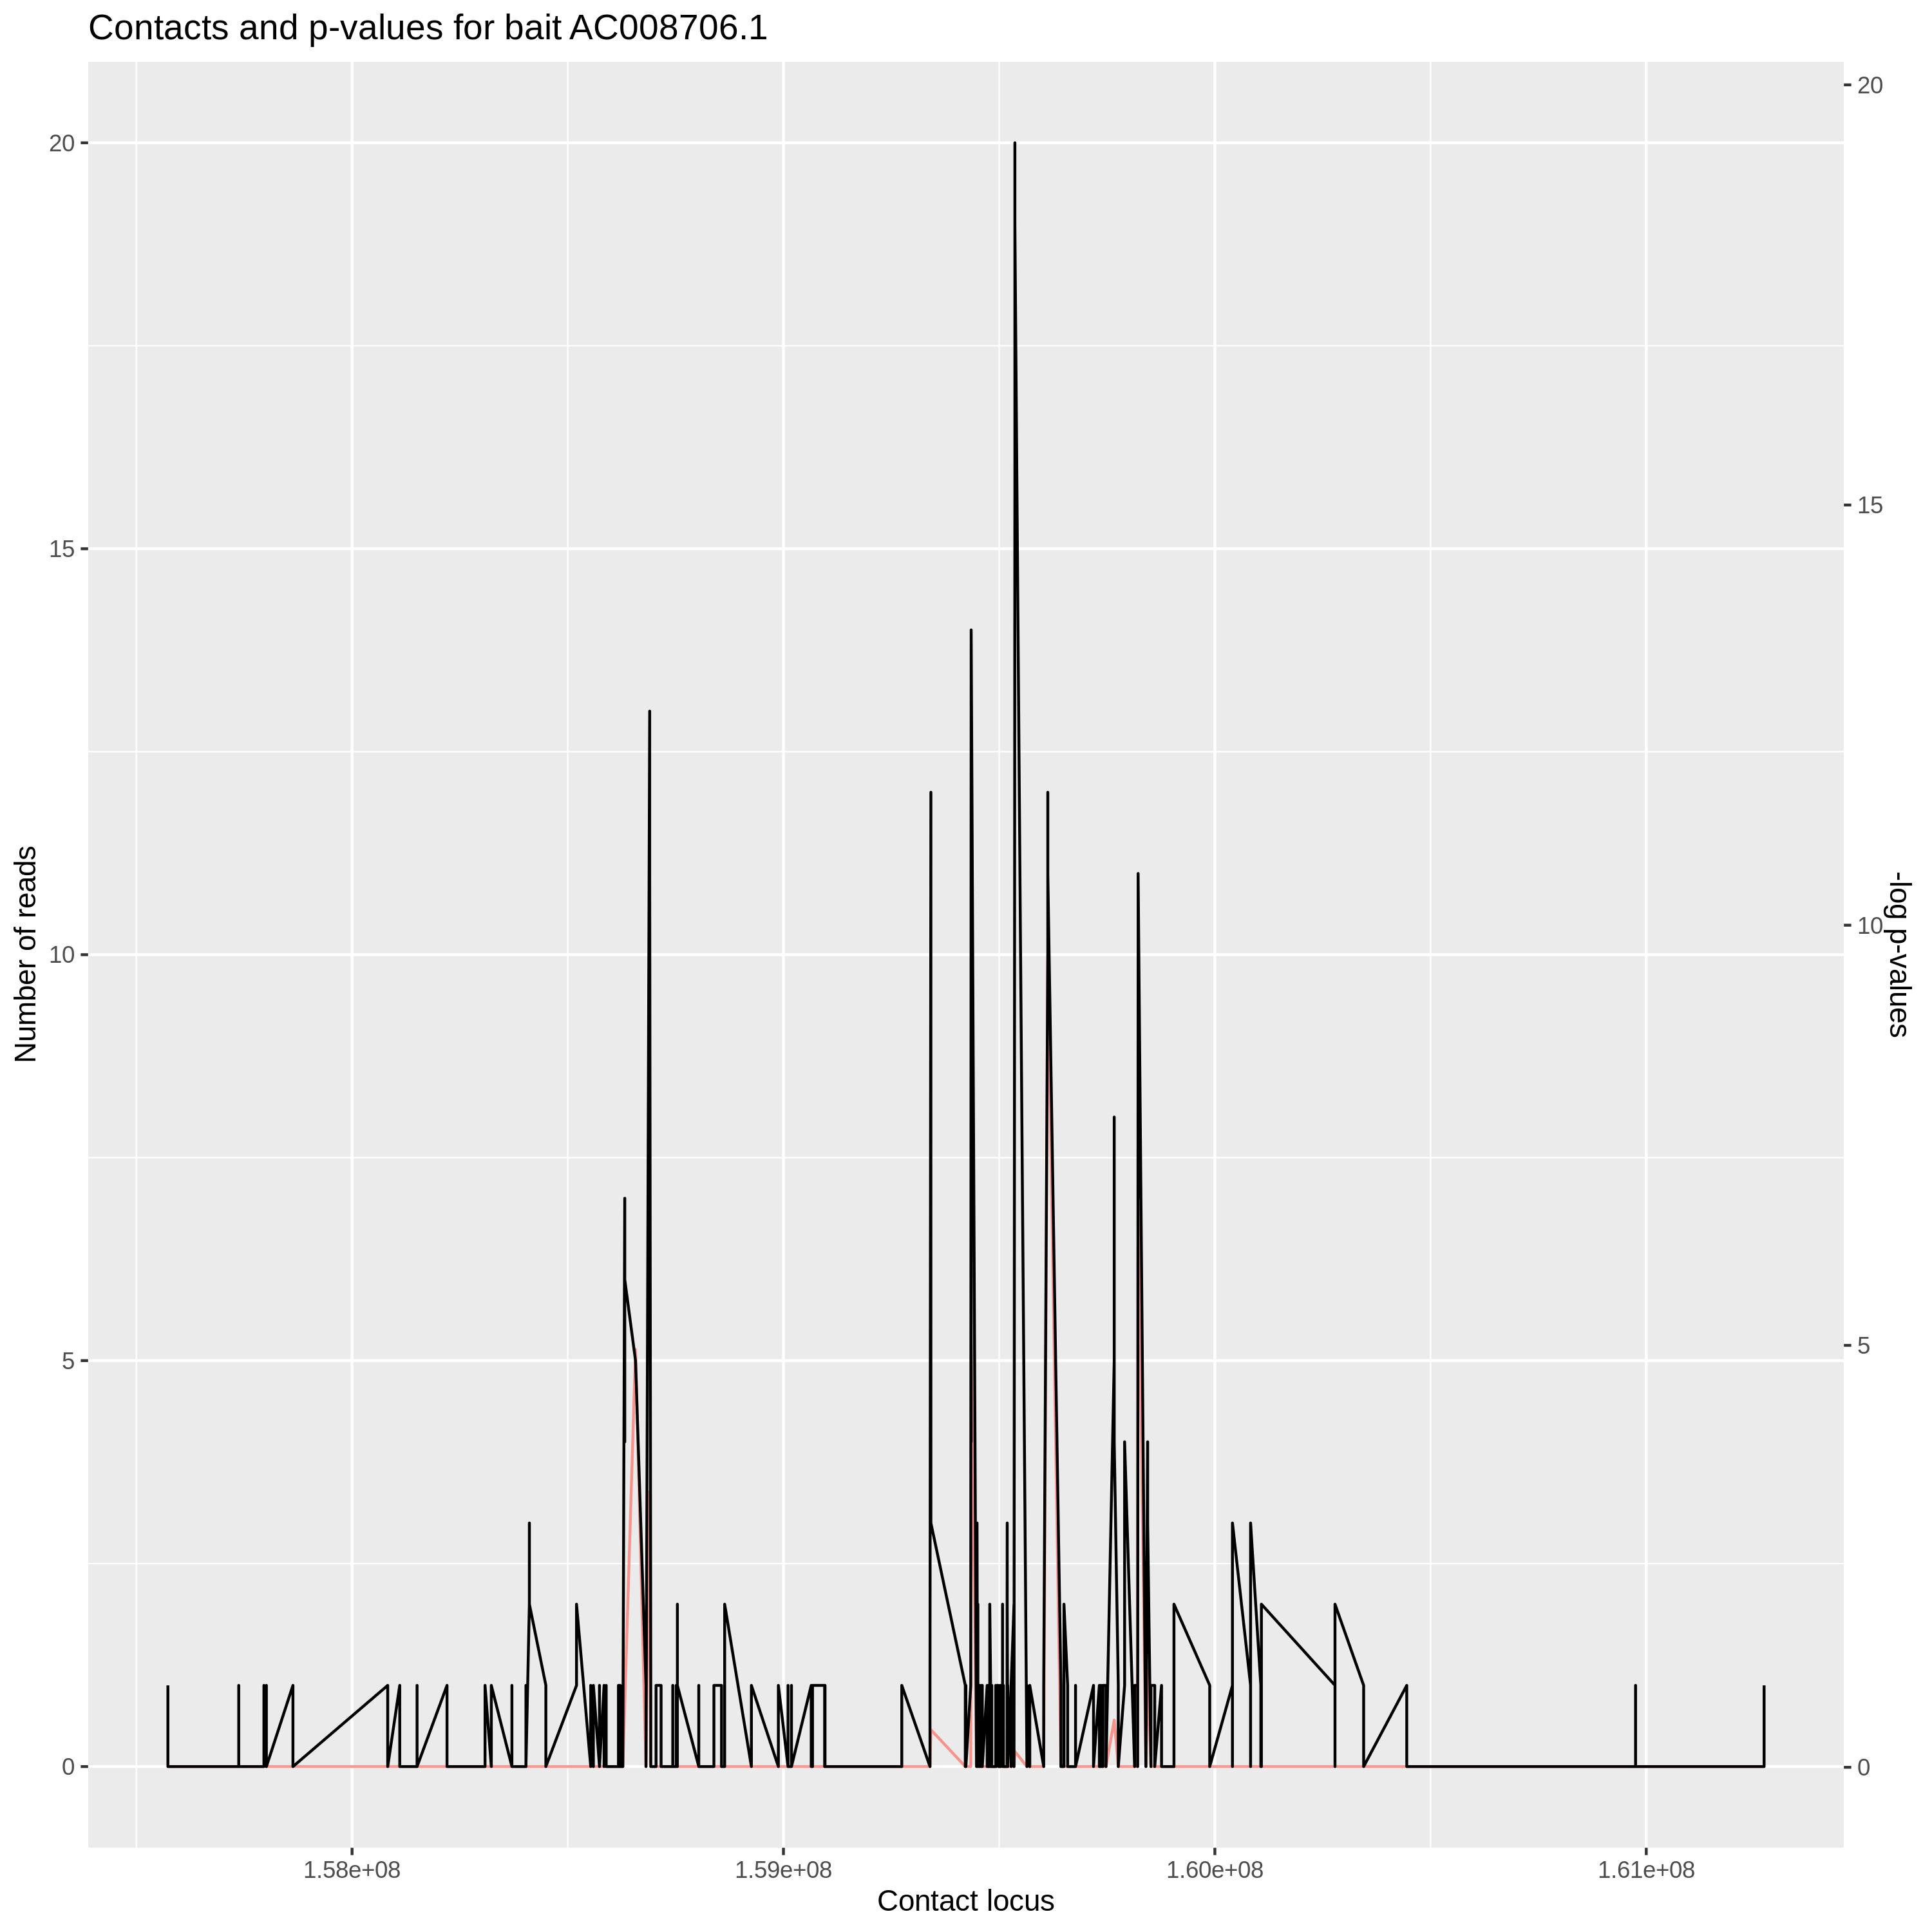 Contacts and p-values for bait AC008706.1
20
15
10
5
0
Number of reads
20
15
10
5
0
-log p-values
1.58e+08
1.59e+08
1.60e+08
1.61e+08
Contact locus